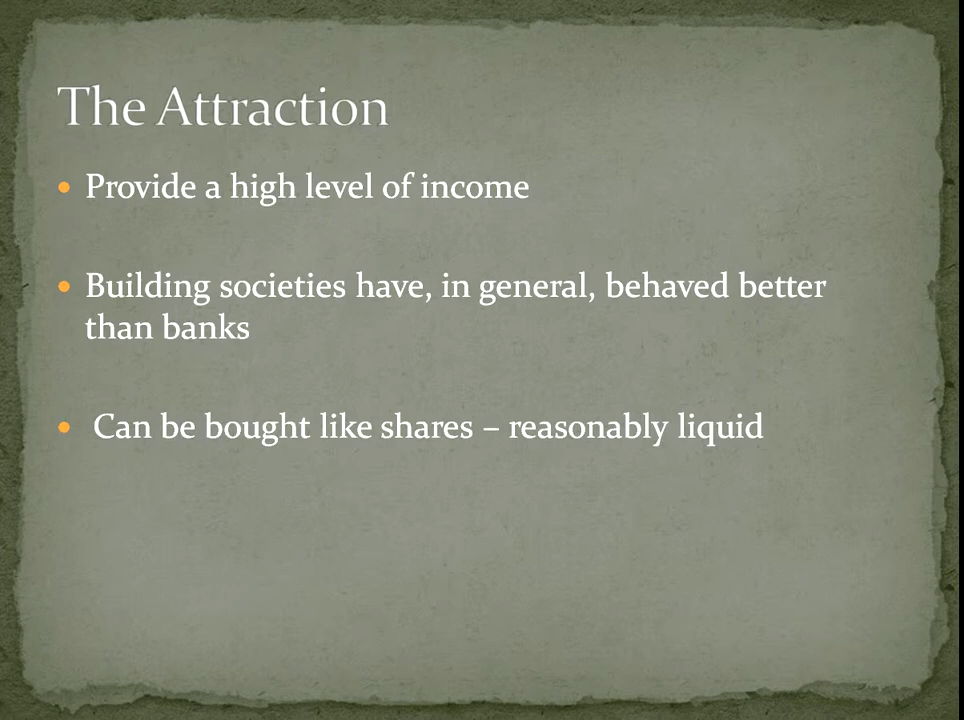 The Attraction
• Provide a high level of income
• Building societies have, in general, behaved better
than banks
• Can be bought like shares – reasonably liquid